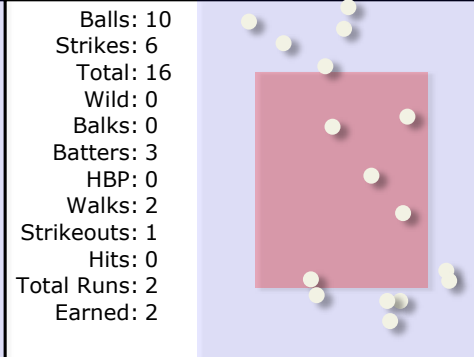 Balls: 10
Strikes: 6
Total: 16
Wild: 0
Balks: 0
Batters: 3
HBP: 0
Walks: 2
Strikeouts: 1
Hits: 0
Total Runs: 2
Earned: 2